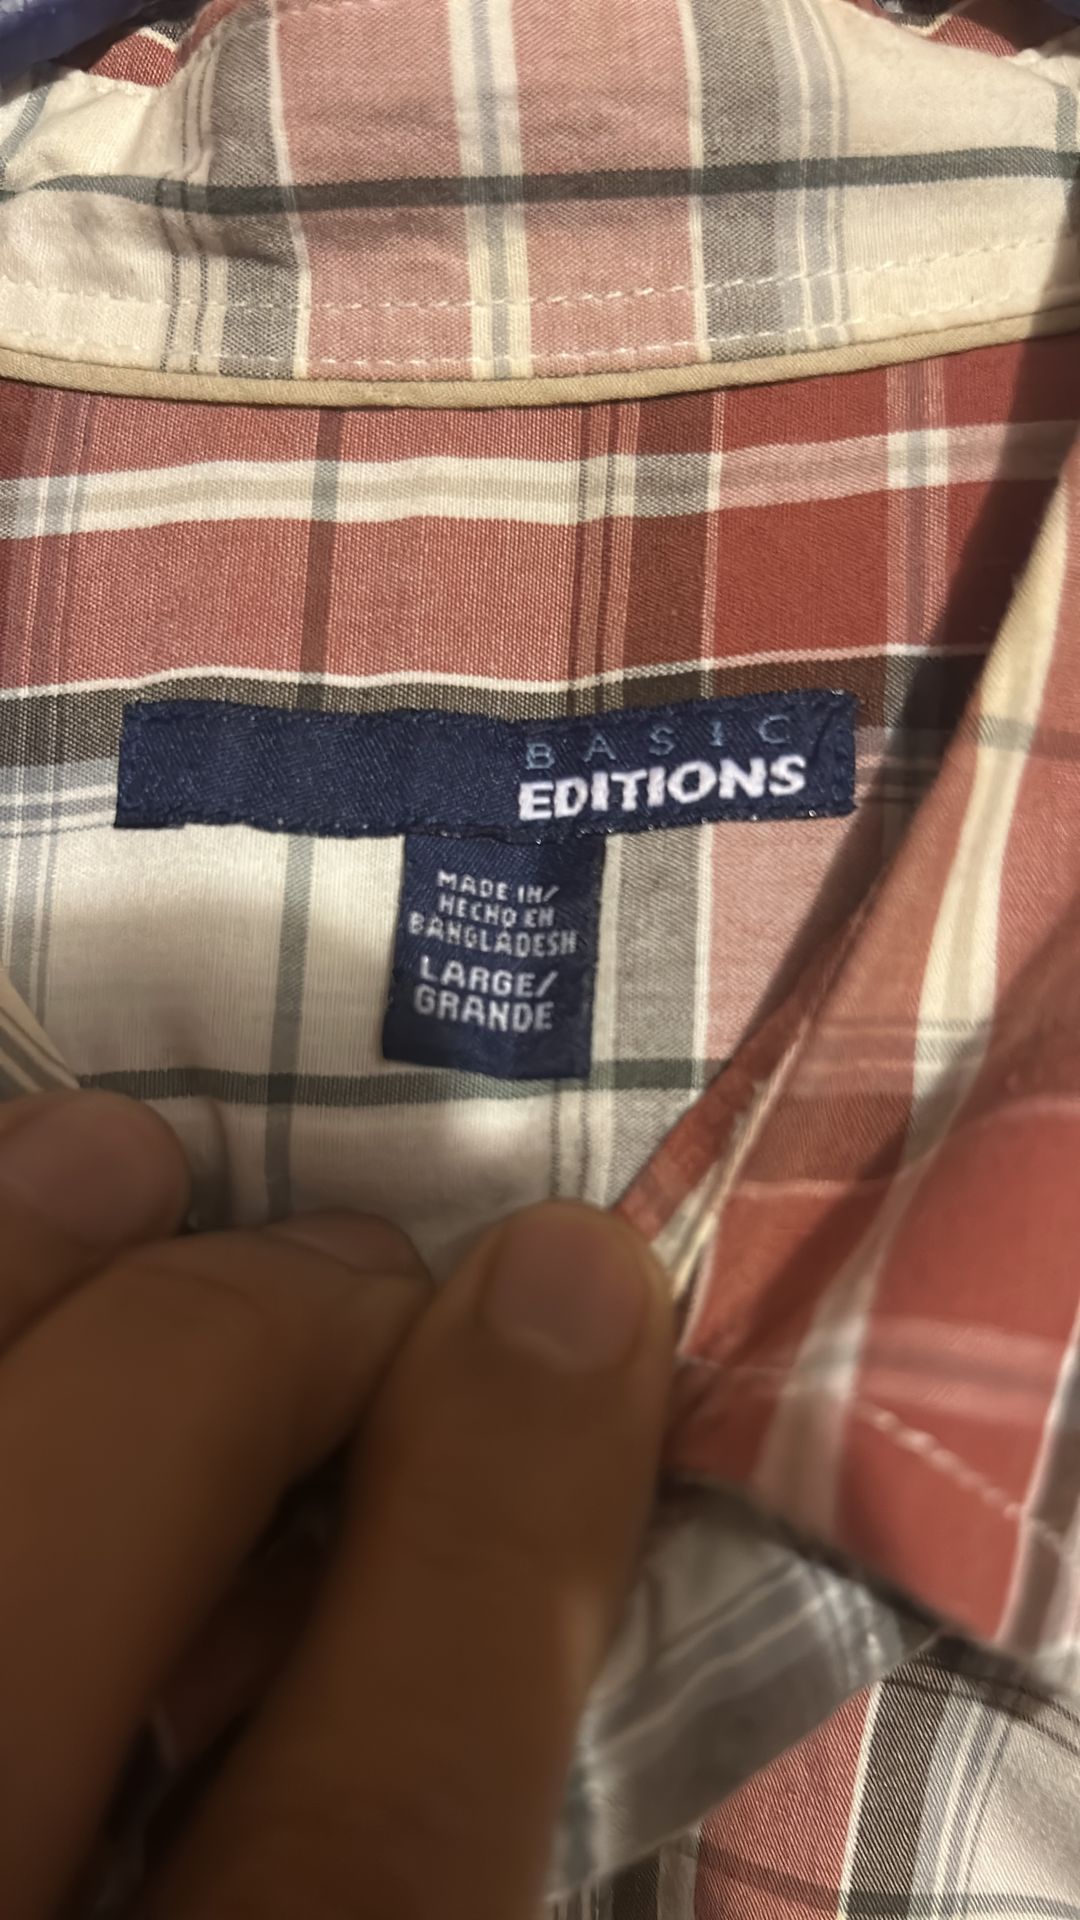 BASIC
EDITIONS
MADE IN/
HECHO EN
BANGLADESH
LARGE/
GRANDE